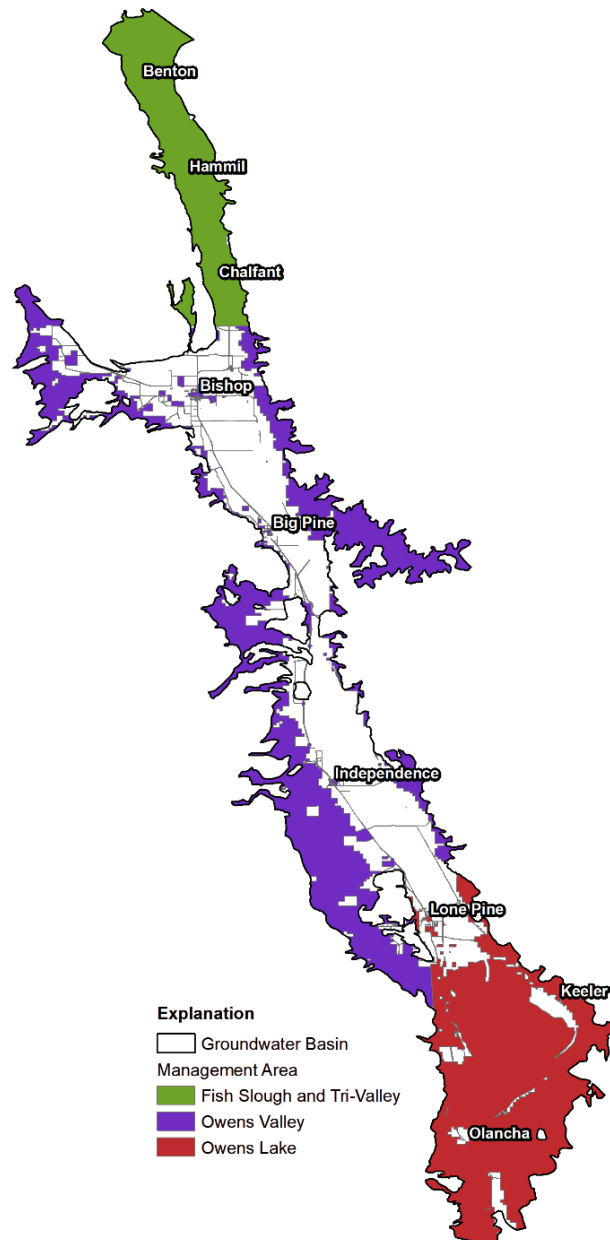 Benton
Hammil
Chalfant
Bishop
Big Pine
Independence
Lone Pine
Keeler
Explanation
Groundwater Basin
Management Area
Fish Slough and Tri-Valley
Owens Valley
Owens Lake
Olancha